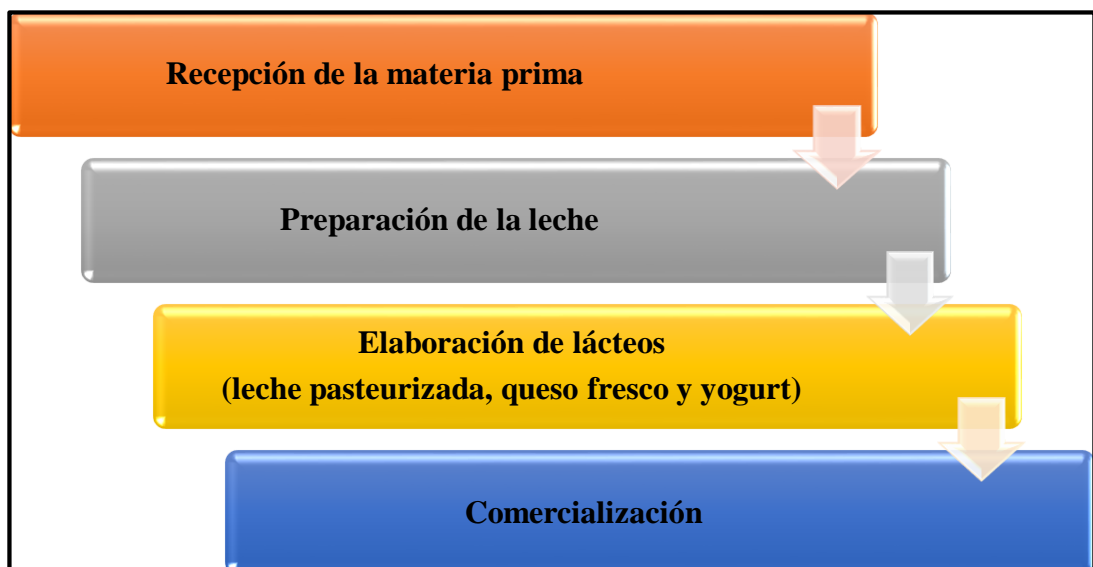 Recepción de la materia prima
Preparación de la leche
Elaboración de lácteos
(leche pasteurizada, queso fresco y yogurt)
Comercialización